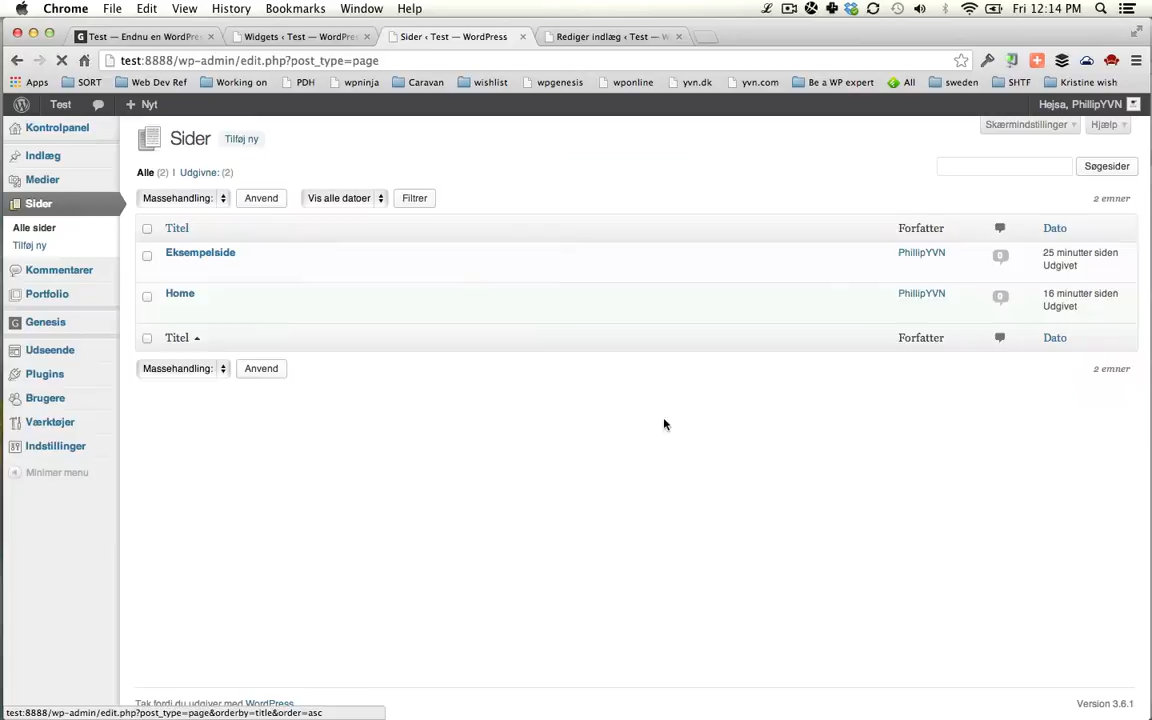 Chrome File Edit View History Bookmarks Window Help Fri 12:14 PM
Test — Endnu en WordPre Widgets ‹ Test — WordPre Sider ‹ Test — WordPress Rediger indlæg ‹ Test — W
test:8888/wp-admin/edit.php?post_type=page
Apps SORT Web Dev Ref Working on PDH wpninja Caravan wishlist wpgenesis wponline yvn.dk yvn.com Be a WP expert All sweden SHTF Kristine wish
Test + Nyt Hejsa, PhillipYVN
Kontrolpanel
Indlæg
Medier
Sider
Alle sider
Tilføj ny
Kommentarer
Portfolio
Genesis
Udseende
Plugins
Brugere
Værktøjer
Indstillinger
Minimer menu
Skærmindstillinger Hjælp
Sider Tilføj ny
Alle (2) | Udgivne: (2)
Søgesider
Massehandling: Anvend Vis alle datoer Filtrer 2 emner
Titel Forfatter Dato
Eksempelside PhillipYVN 0 25 minutter siden
Udgivet
Home PhillipYVN 0 16 minutter siden
Udgivet
Titel Forfatter Dato
Massehandling: Anvend 2 emner
Tak fordi du udgiver med WordPress Version 3.6.1
test:8888/wp-admin/edit.php?post_type=page&orderby=title&order=asc